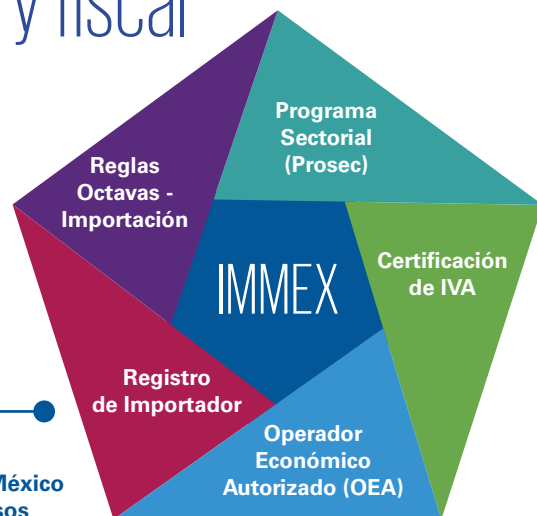 y fiscal
Programa
Sectorial
(Prosec)
Reglas
Octavas -
Importación
Certificación
de IVA
IMMEX
Registro
de Importador
Operador
Económico
Autorizado (OEA)
México